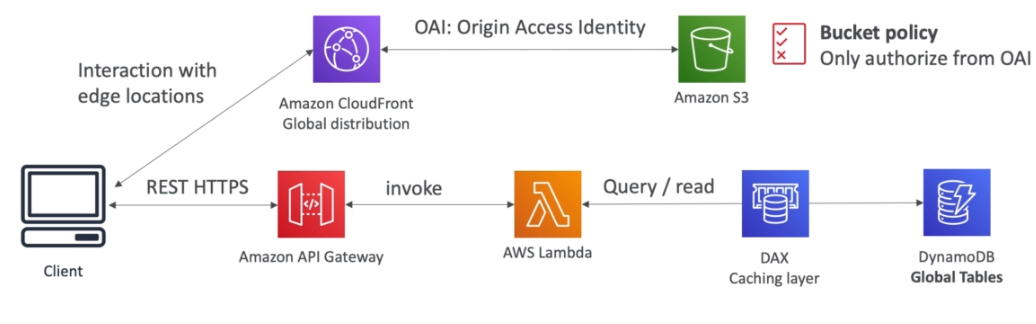 OAI: Origin Access Identity
Bucket policy
Only authorize from OAI
Interaction with
edge locations
Amazon CloudFront
Global distribution
Amazon S3
REST HTTPS
invoke
Query / read
Client
Amazon API Gateway
AWS Lambda
DAX
Caching layer
DynamoDB
Global Tables